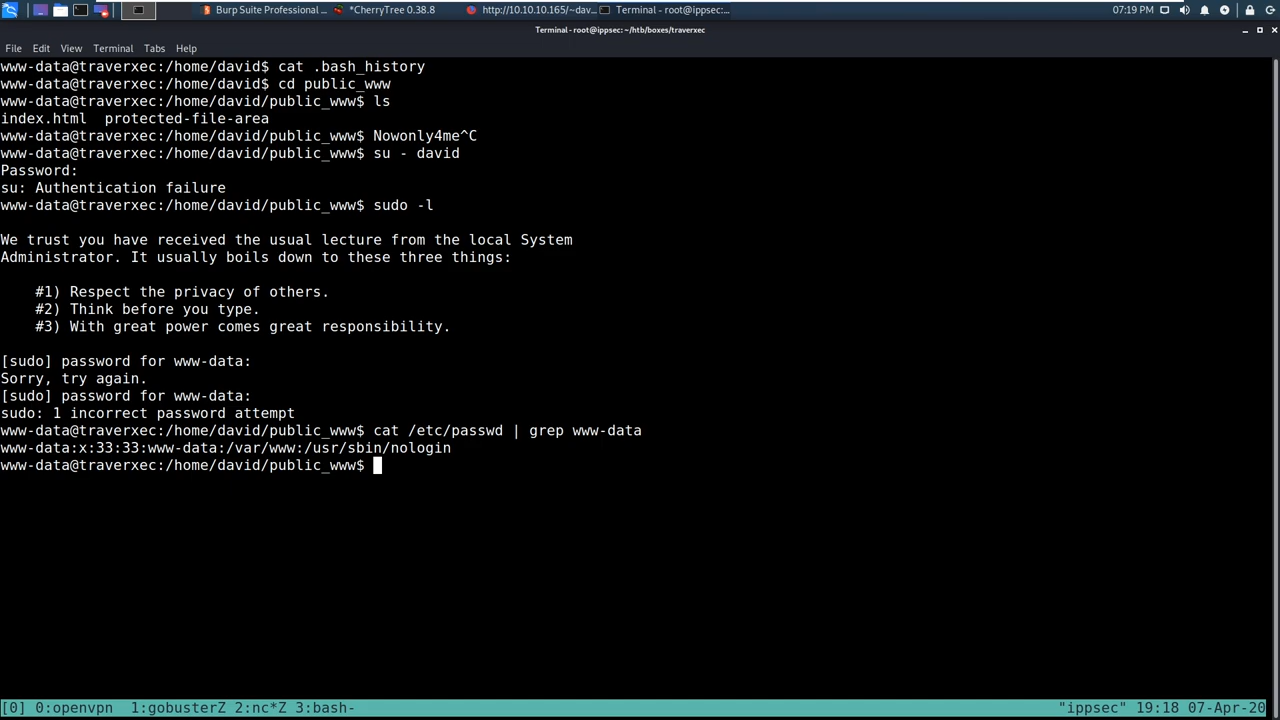 Burp Suite Professional ... *CherryTree 0.38.8 http://10.10.10.165/~dav... Terminal - root@ippsec:... 07:19 PM
Terminal - root@ippsec: ~/htb/boxes/traverxec
File Edit View Terminal Tabs Help
www-data@traverxec:/home/david$ cat .bash_history
www-data@traverxec:/home/david$ cd public_www
www-data@traverxec:/home/david/public_www$ ls
index.html  protected-file-area
www-data@traverxec:/home/david/public_www$ Nowonly4me^C
www-data@traverxec:/home/david/public_www$ su - david
Password:
su: Authentication failure
www-data@traverxec:/home/david/public_www$ sudo -l
We trust you have received the usual lecture from the local System
Administrator. It usually boils down to these three things:
#1) Respect the privacy of others.
#2) Think before you type.
#3) With great power comes great responsibility.
[sudo] password for www-data:
Sorry, try again.
[sudo] password for www-data:
sudo: 1 incorrect password attempt
www-data@traverxec:/home/david/public_www$ cat /etc/passwd | grep www-data
www-data:x:33:33:www-data:/var/www:/usr/sbin/nologin
www-data@traverxec:/home/david/public_www$
[0] 0:openvpn  1:gobusterZ 2:nc*Z 3:bash- "ippsec" 19:18 07-Apr-20